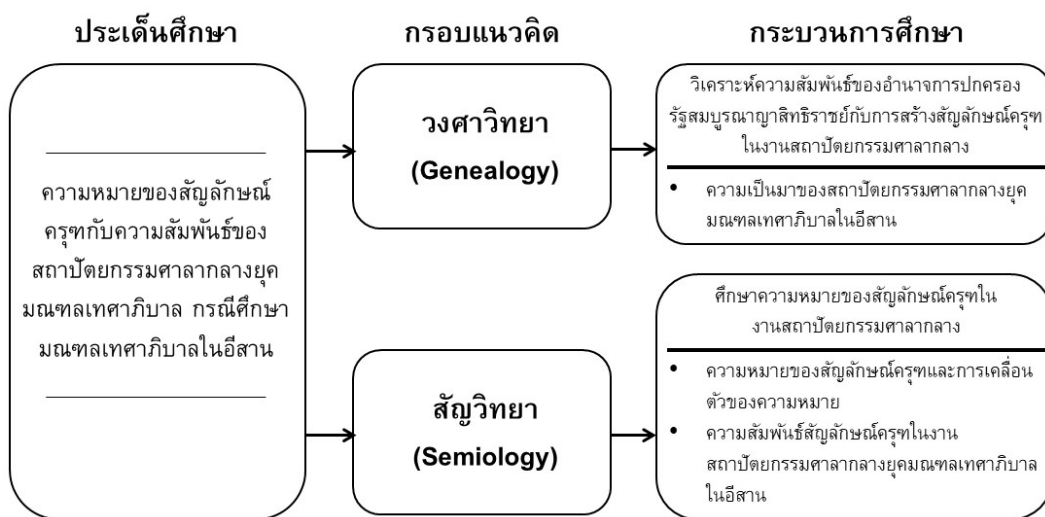 ประเด็นศึกษา
ความหมายของสัญลักษณ์
ครุฑกับความสัมพันธ์ของ
สถาปัตยกรรมศาลากลางยุค
มณฑลเทศาภิบาล กรณีศึกษา
มณฑลเทศาภิบาลในอีสาน
กรอบแนวคิด
วงศาวิทยา
(Genealogy)
สัญวิทยา
(Semiology)
กระบวนการศึกษา
วิเคราะห์ความสัมพันธ์ของอำนาจการปกครอง
รัฐสมบูรณาญาสิทธิราชย์กับการสร้างสัญลักษณ์ครุฑ
ในงานสถาปัตยกรรมศาลากลาง
• ความเป็นมาของสถาปัตยกรรมศาลากลางยุค
มณฑลเทศาภิบาลในอีสาน
ศึกษาความหมายของสัญลักษณ์ครุฑใน
งานสถาปัตยกรรมศาลากลาง
• ความหมายของสัญลักษณ์ครุฑและการเคลื่อน
ตัวของความหมาย
• ความสัมพันธ์สัญลักษณ์ครุฑในงาน
สถาปัตยกรรมศาลากลางยุคมณฑลเทศาภิบาล
ในอีสาน